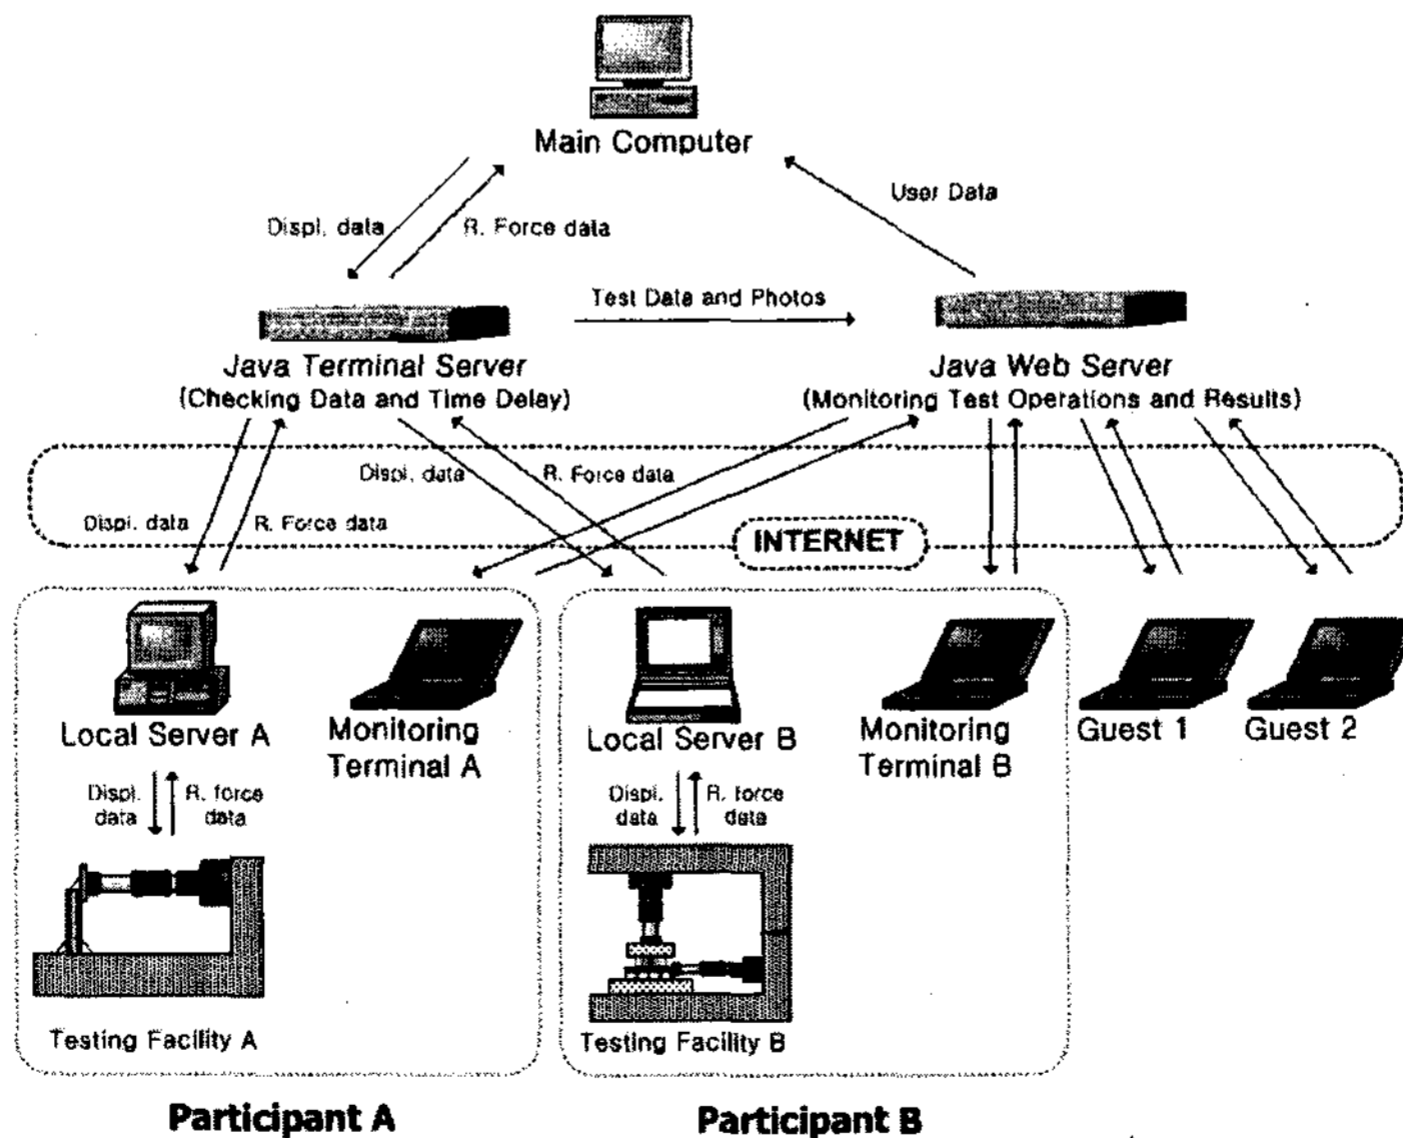 Main Computer
User Data
Displ. data
R. Force data
Test Data and Photos
Java Terminal Server
(Checking Data and Time Delay)
Java Web Server
(Monitoring Test Operations and Results)
Displ. data
R. Force data
Displ. data
R. Force data
INTERNET
Local Server A
Monitoring
Terminal A
Local Server B
Monitoring
Terminal B
Guest 1
Guest 2
Displ.
data
R. force
data
Displ.
data
R. force
data
Testing Facility A
Testing Facility B
Participant A
Participant B